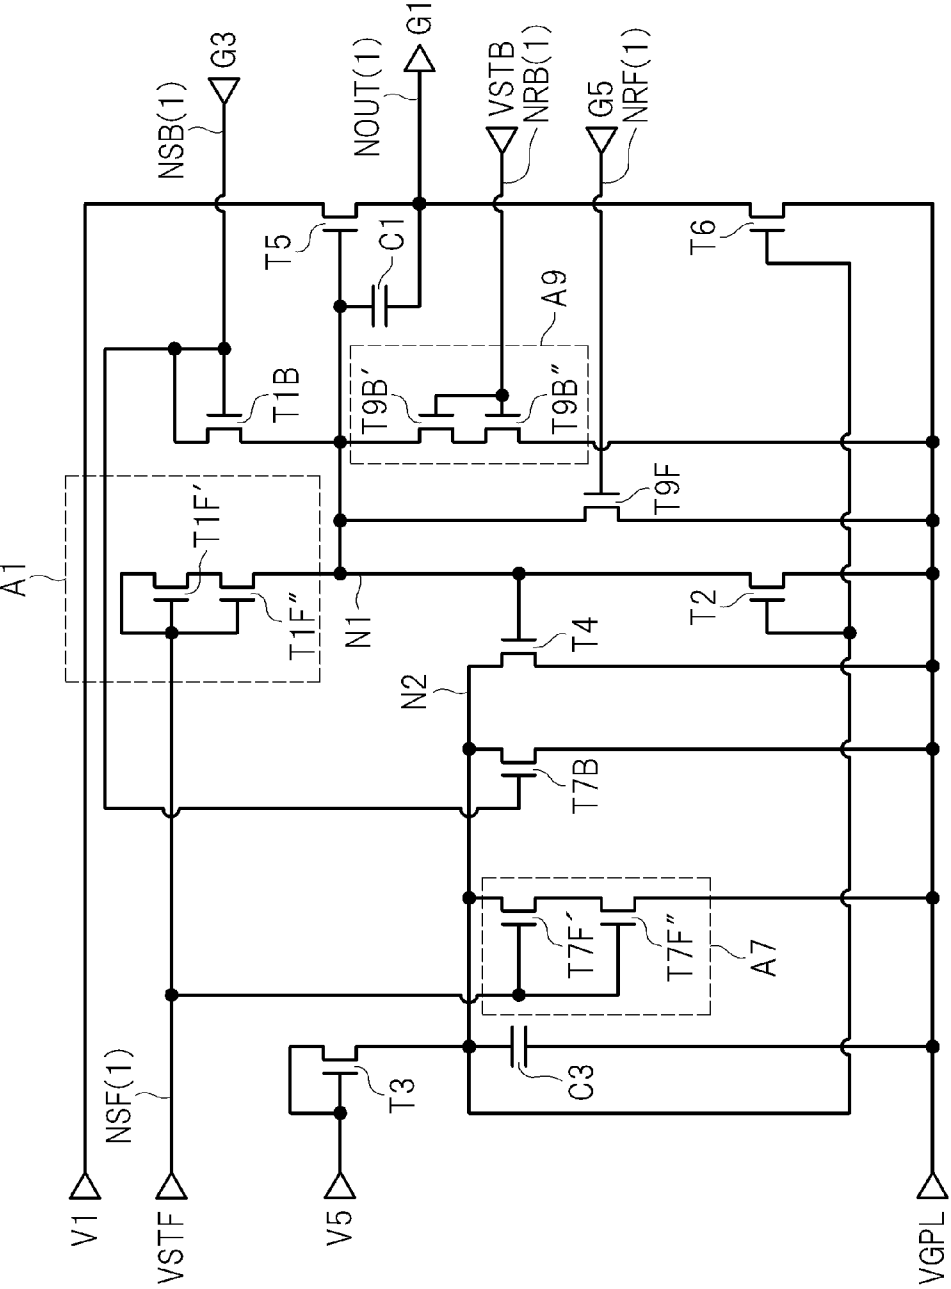 V1
VSTF
NSF(1)
V5
VGPL
A1
T1F′
T1F″
N1
N2
T3
C3
T7F′
T7F″
A7
T7B
T4
T2
T1B
T9B′
T9B″
A9
T9F
T5
C1
T6
NSB(1)
G3
NOUT(1)
G1
VSTB
NRB(1)
G5
NRF(1)